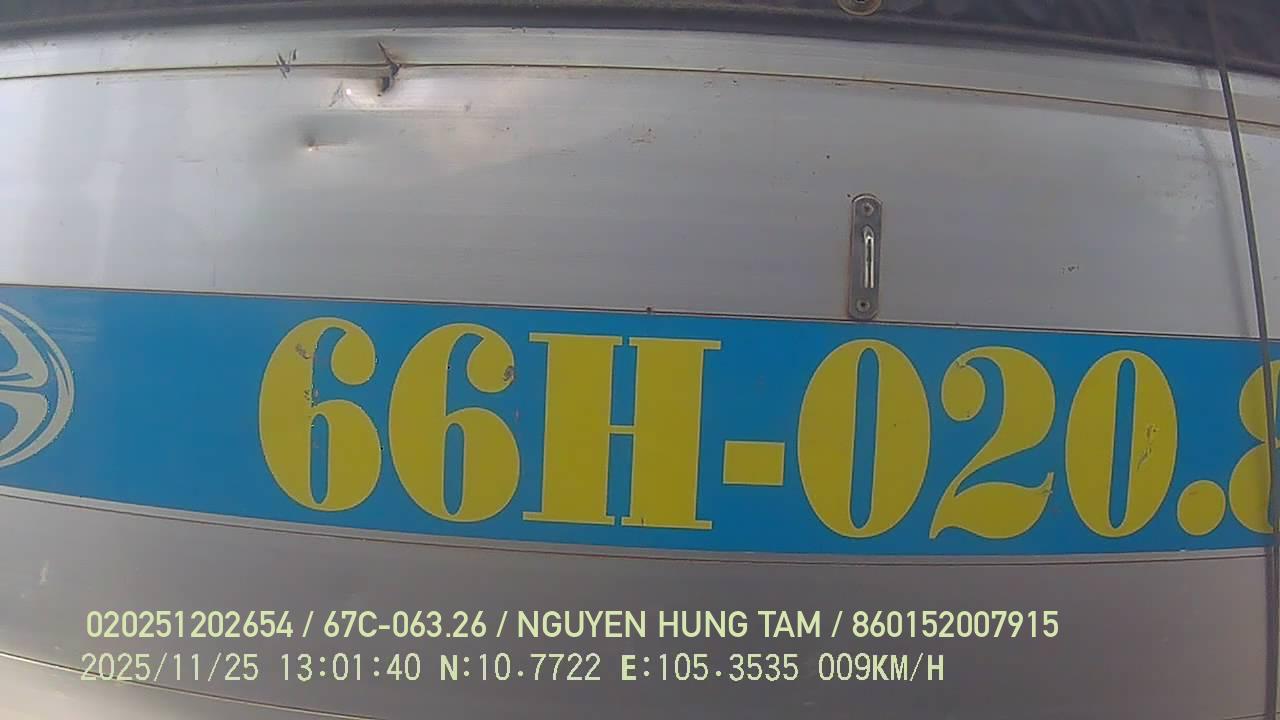 66H-020.8
020251202654 / 67C-063.26 / NGUYEN HUNG TAM / 860152007915
2025/11/25 13:01:40 N:10.7722 E:105.3535 009KM/H